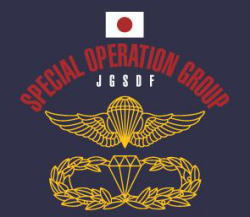 SPECIAL OPERATION GROUP
JGSDF